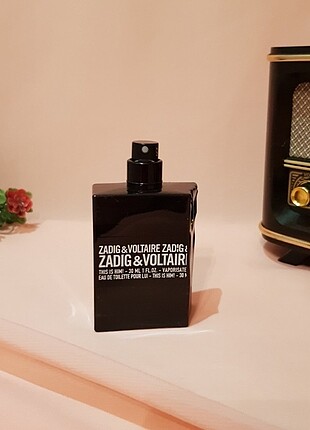 ZADIG&VOLTAIRE ZADIG &
ZADIG&VOLTAIRE
THIS IS HIM! - 30 ML 1 FL.OZ. - VAPORISATE
EAU DE TOILETTE POUR LUI - THIS IS HIM! - 30 M